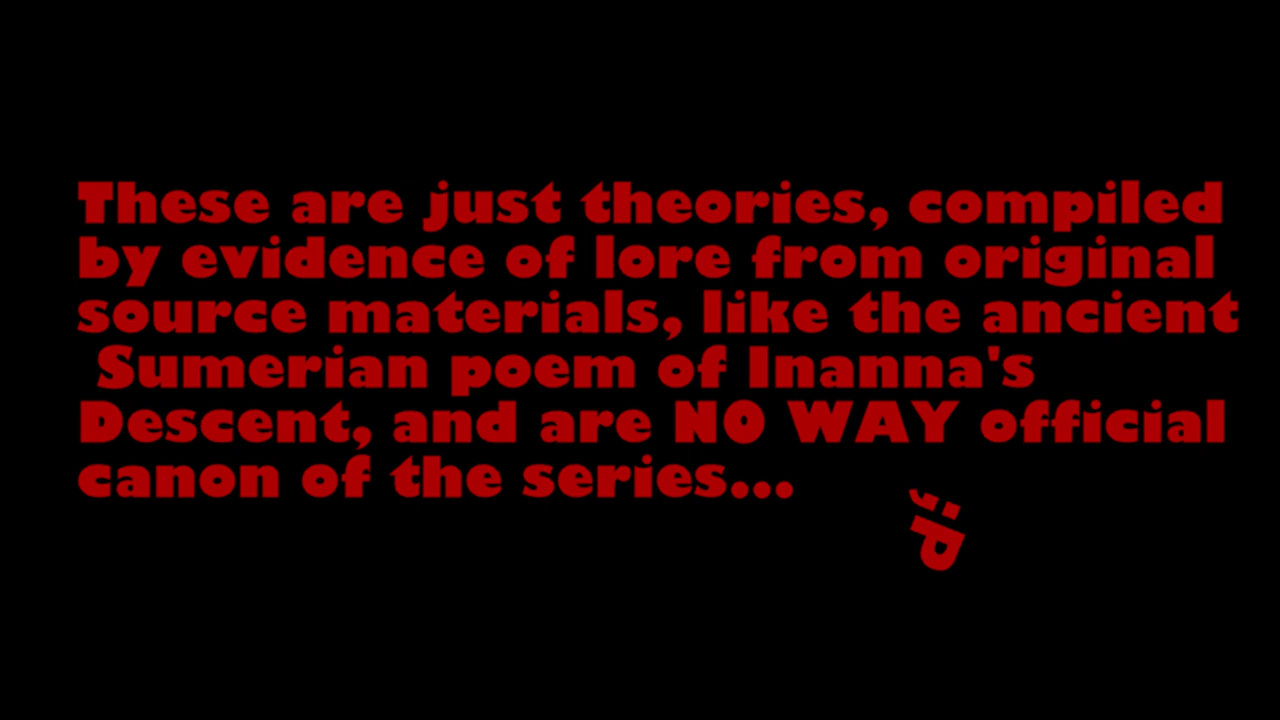 These are just theories, compiled
by evidence of lore from original
source materials, like the ancient
Sumerian poem of Inanna's
Descent, and are NO WAY official
canon of the series...
;P